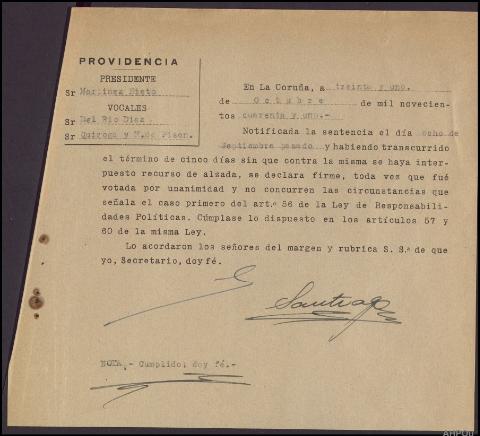 PROVIDENCIA
PRESIDENTE
Sr Martinez Nieto
VOCALES
Sr Del Rio Diaz
Sr Quiroga y M.de Pison.
En La Coruña, a treinta y uno.
de Octubre de mil novecien-
tos cuarenta y uno.-
Notificada la sentencia el día ocho de
Septiembre pasado y habiendo transcurrido
el término de cinco días sin que contra la misma se haya inter-
puesto recurso de alzada, se declara firme, toda vez que fué
votada por unanimidad y no concurren las circunstancias que
señala el caso primero del art.º 56 de la Ley de Responsabili-
dades Políticas. Cúmplase lo dispuesto en los artículos 57 y
60 de la misma Ley.
Lo acordaron los señores del margen y rubrica S. S.ª de que
yo, Secretario, doy fé.
Santiago
NOTA.- Cumplido; doy fé.-